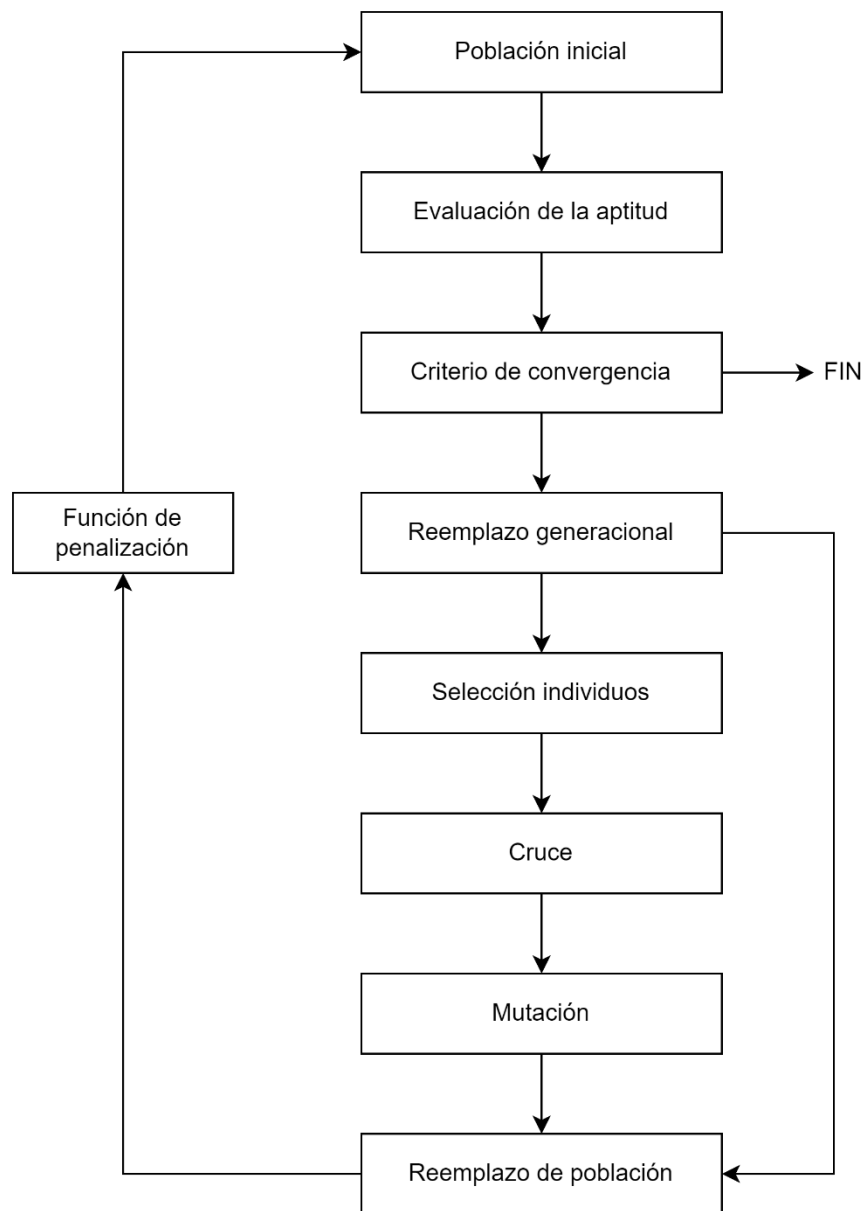 Población inicial
Evaluación de la aptitud
Criterio de convergencia
FIN
Función de
penalización
Reemplazo generacional
Selección individuos
Cruce
Mutación
Reemplazo de población